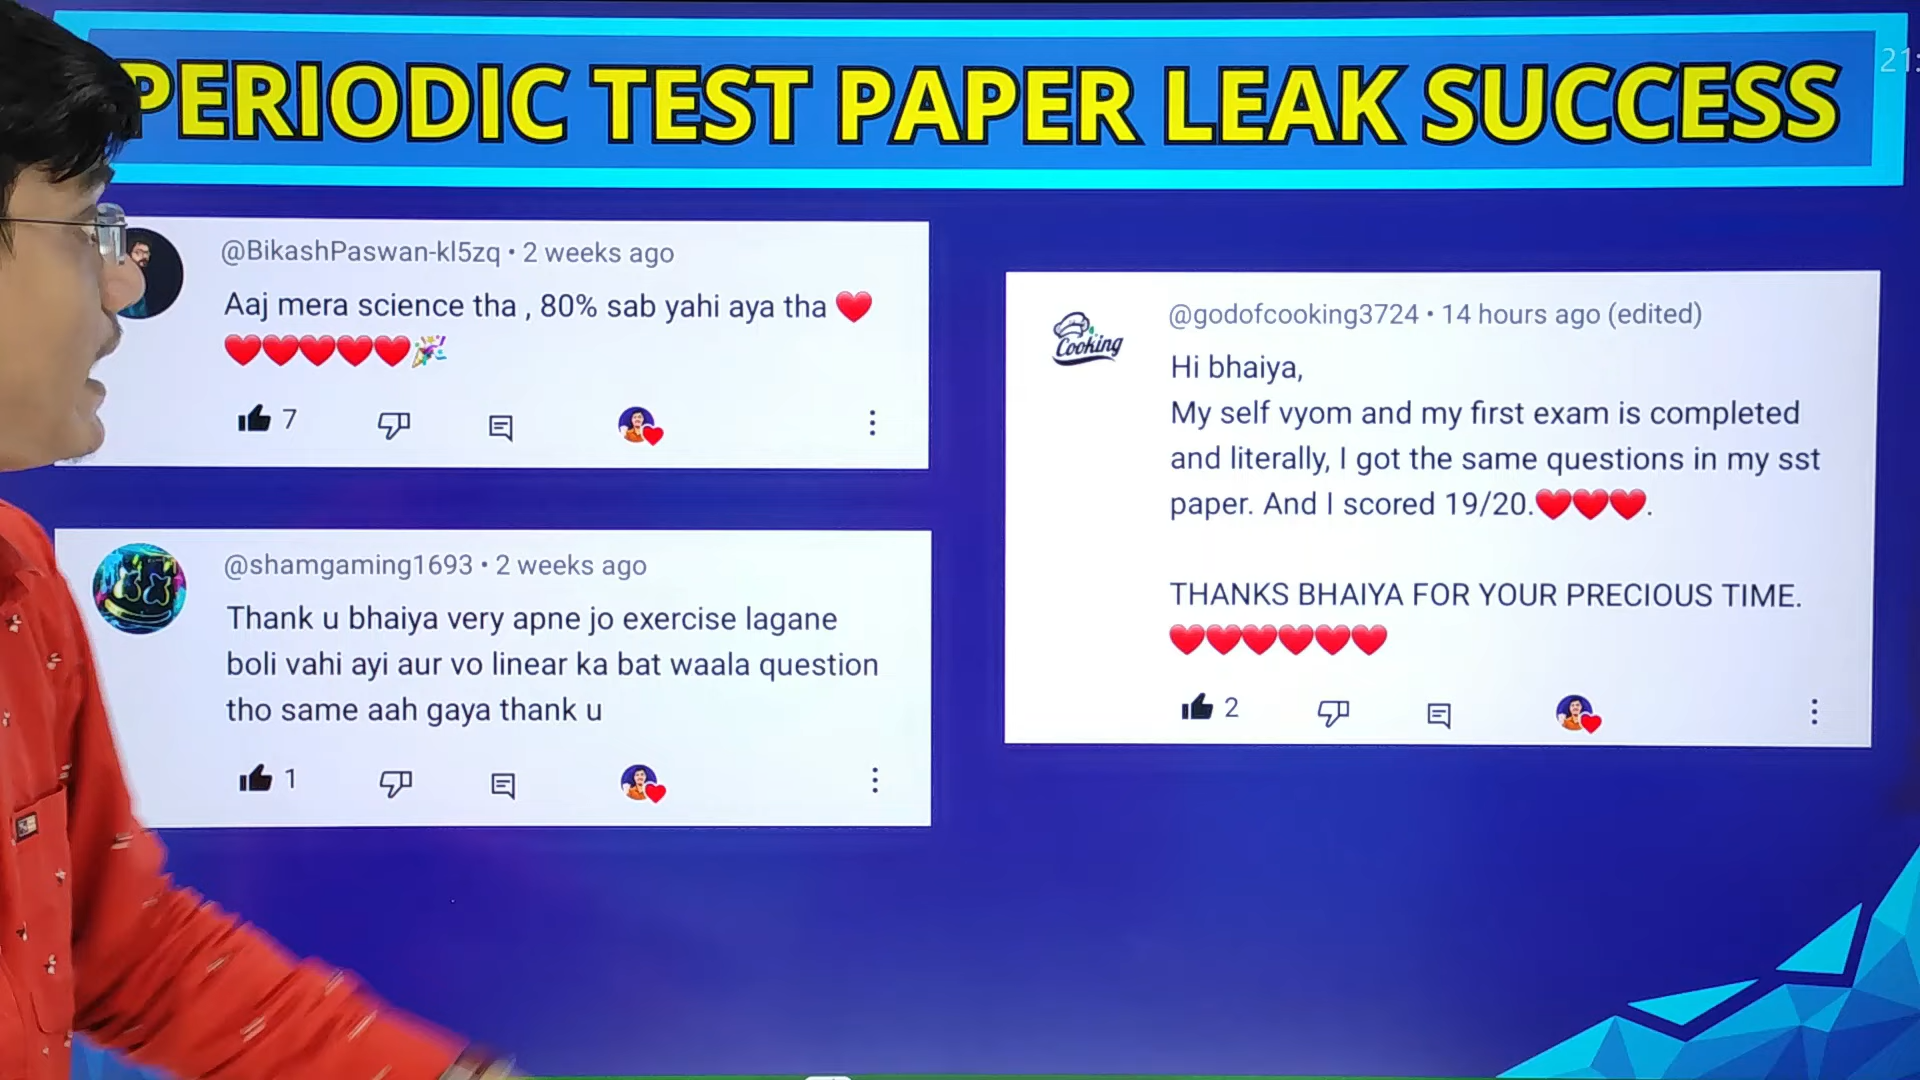 PERIODIC TEST PAPER LEAK SUCCESS
21:
@BikashPaswan-kl5zq • 2 weeks ago
Aaj mera science tha , 80% sab yahi aya tha ❤️
❤️❤️❤️❤️❤️🎉
7
@shamgaming1693 • 2 weeks ago
Thank u bhaiya very apne jo exercise lagane
boli vahi ayi aur vo linear ka bat waala question
tho same aah gaya thank u
1
Cooking
@godofcooking3724 • 14 hours ago (edited)
Hi bhaiya,
My self vyom and my first exam is completed
and literally, I got the same questions in my sst
paper. And I scored 19/20.❤️❤️❤️.
THANKS BHAIYA FOR YOUR PRECIOUS TIME.
❤️❤️❤️❤️❤️❤️
2